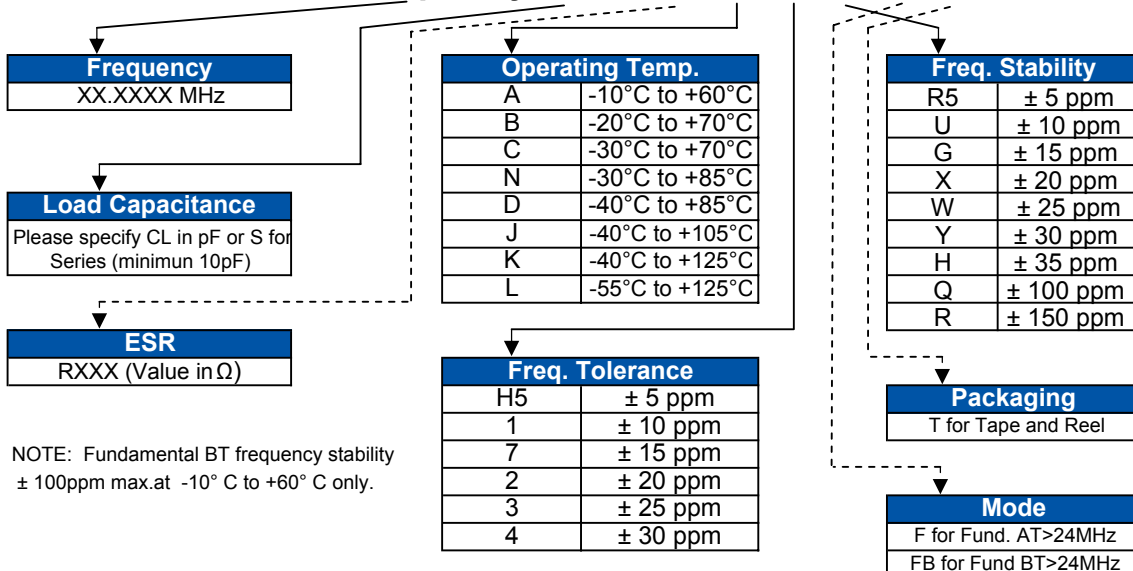 Frequency
XX.XXXX MHz
Load Capacitance
Please specify CL in pF or S for
Series (minimun 10pF)
ESR
RXXX (Value in Ω)
NOTE: Fundamental BT frequency stability
± 100ppm max.at -10° C to +60° C only.
Operating Temp.
A -10°C to +60°C
B -20°C to +70°C
C -30°C to +70°C
N -30°C to +85°C
D -40°C to +85°C
J -40°C to +105°C
K -40°C to +125°C
L -55°C to +125°C
Freq. Tolerance
H5 ± 5 ppm
1 ± 10 ppm
7 ± 15 ppm
2 ± 20 ppm
3 ± 25 ppm
4 ± 30 ppm
Freq. Stability
R5 ± 5 ppm
U ± 10 ppm
G ± 15 ppm
X ± 20 ppm
W ± 25 ppm
Y ± 30 ppm
H ± 35 ppm
Q ± 100 ppm
R ± 150 ppm
Packaging
T for Tape and Reel
Mode
F for Fund. AT>24MHz
FB for Fund BT>24MHz